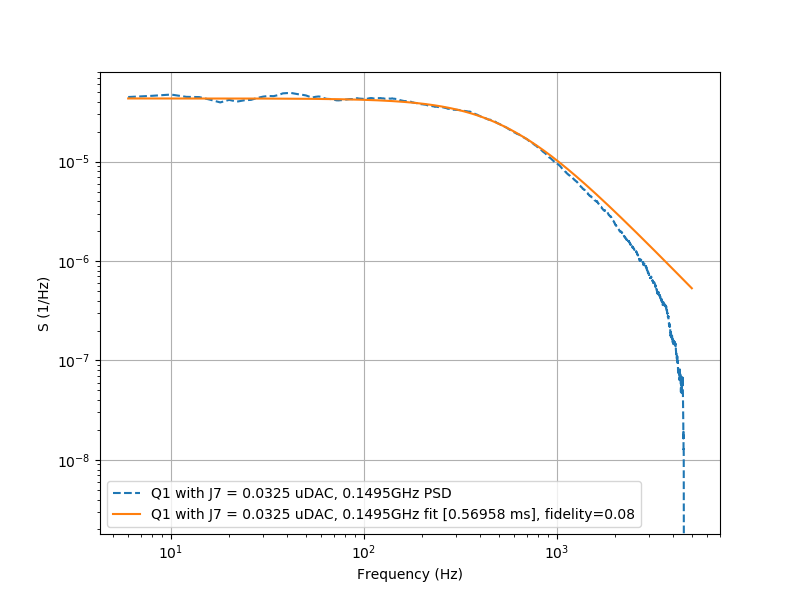 S (1/Hz)
10⁻⁵
10⁻⁶
10⁻⁷
10⁻⁸
Q1 with J7 = 0.0325 uDAC, 0.1495GHz PSD
Q1 with J7 = 0.0325 uDAC, 0.1495GHz fit [0.56958 ms], fidelity=0.08
10¹ 10² 10³
Frequency (Hz)